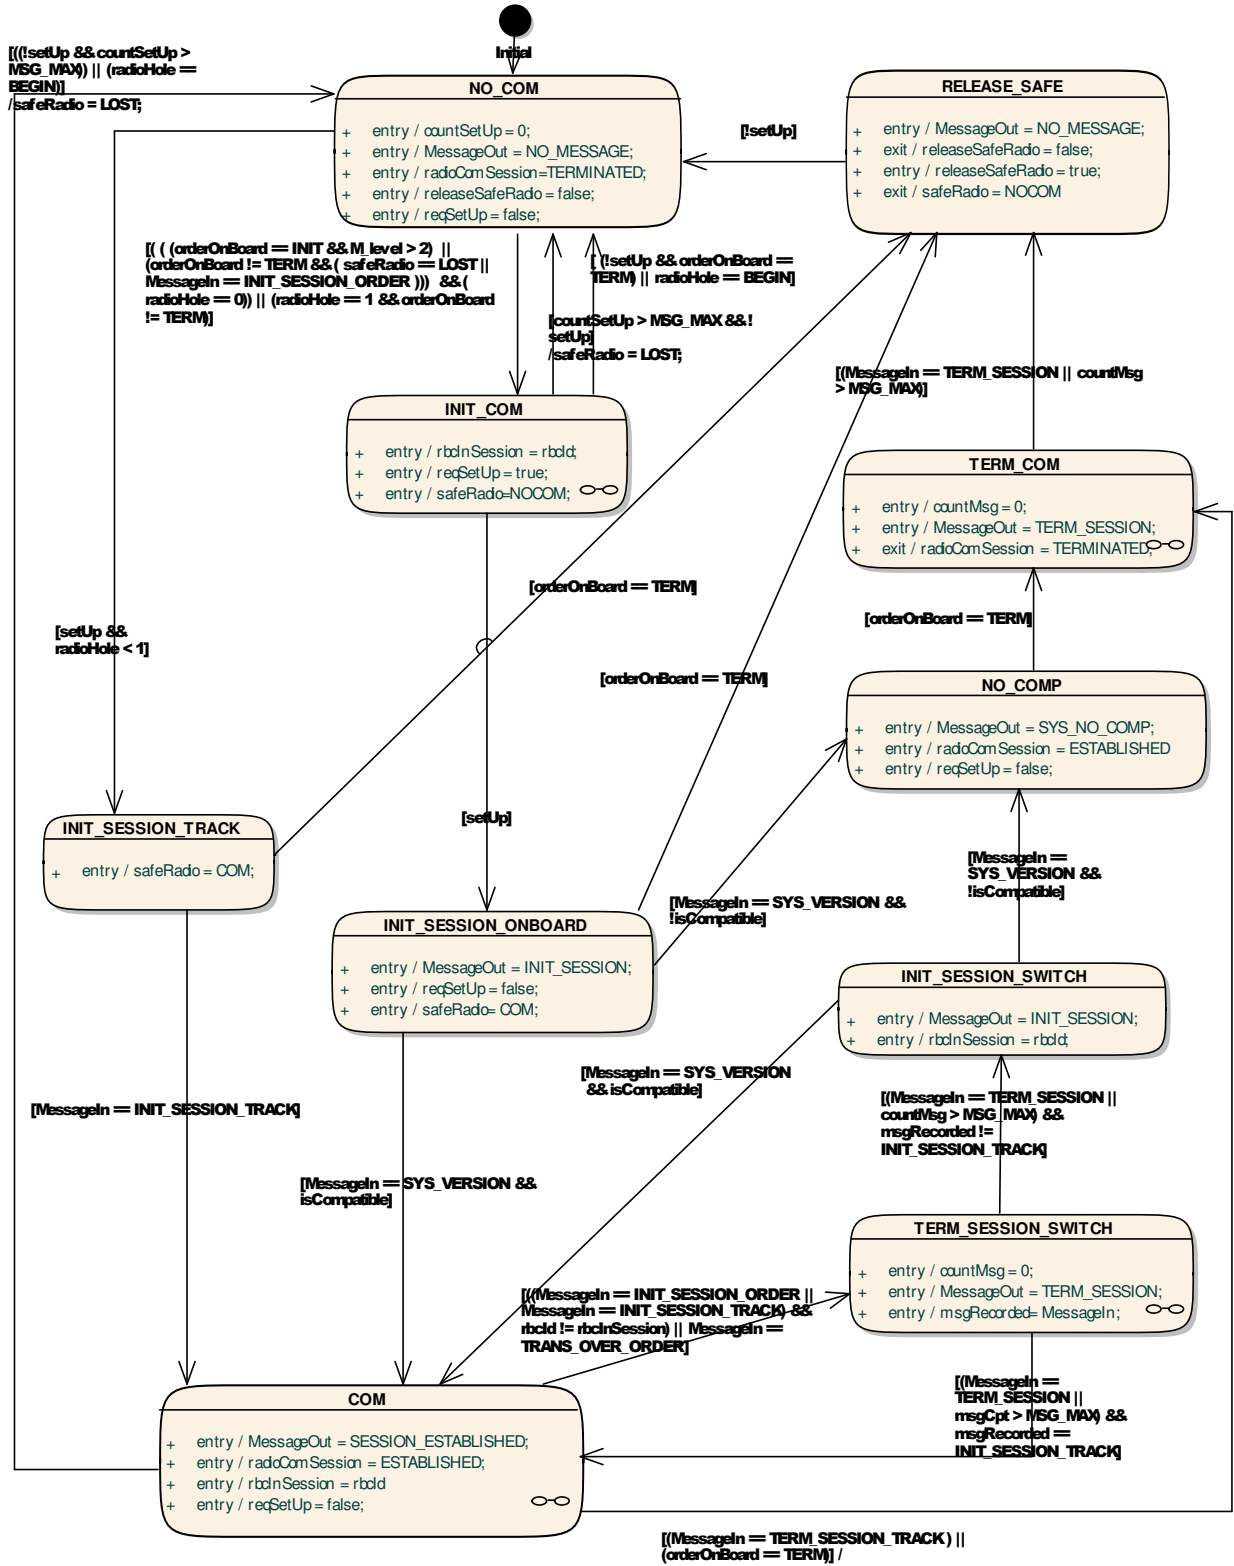 Initial
[((!setUp && countSetUp >
MSG_MAX)) || (radioHole ==
BEGIN)]
/safeRadio = LOST;
NO_COM
+ entry / countSetUp = 0;
+ entry / MessageOut = NO_MESSAGE;
+ entry / radioComSession=TERMINATED;
+ entry / releaseSafeRadio = false;
+ entry / reqSetUp = false;
[!setUp]
RELEASE_SAFE
+ entry / MessageOut = NO_MESSAGE;
+ exit / releaseSafeRadio = false;
+ entry / releaseSafeRadio = true;
+ exit / safeRadio = NOCOM
[( ( (orderOnBoard == INIT && M_level > 2) ||
(orderOnBoard != TERM && ( safeRadio == LOST ||
MessageIn == INIT_SESSION_ORDER ))) && (
radioHole == 0)) || (radioHole == 1 && orderOnBoard
!= TERM)]
[ (!setUp && orderOnBoard ==
TERM) || radioHole == BEGIN]
[countSetUp > MSG_MAX && !
setUp]
/safeRadio = LOST;
[(MessageIn == TERM_SESSION || countMsg
> MSG_MAX)]
INIT_COM
+ entry / rbcInSession = rbcId;
+ entry / reqSetUp = true;
+ entry / safeRadio=NOCOM;
TERM_COM
+ entry / countMsg = 0;
+ entry / MessageOut = TERM_SESSION;
+ exit / radioComSession = TERMINATED;
[orderOnBoard == TERM]
[orderOnBoard == TERM]
[setUp &&
radioHole < 1]
[orderOnBoard == TERM]
NO_COMP
+ entry / MessageOut = SYS_NO_COMP;
+ entry / radioComSession = ESTABLISHED
+ entry / reqSetUp = false;
[setUp]
INIT_SESSION_TRACK
+ entry / safeRadio = COM;
[MessageIn ==
SYS_VERSION &&
!isCompatible]
[MessageIn == SYS_VERSION &&
!isCompatible]
INIT_SESSION_ONBOARD
+ entry / MessageOut = INIT_SESSION;
+ entry / reqSetUp = false;
+ entry / safeRadio= COM;
INIT_SESSION_SWITCH
+ entry / MessageOut = INIT_SESSION;
+ entry / rbcInSession = rbcId;
[MessageIn == SYS_VERSION
&& isCompatible]
[MessageIn == INIT_SESSION_TRACK]
[(MessageIn == TERM_SESSION ||
countMsg > MSG_MAX) &&
msgRecorded !=
INIT_SESSION_TRACK]
[MessageIn == SYS_VERSION &&
isCompatible]
TERM_SESSION_SWITCH
+ entry / countMsg = 0;
+ entry / MessageOut = TERM_SESSION;
+ entry / msgRecorded= MessageIn;
[((MessageIn == INIT_SESSION_ORDER ||
MessageIn == INIT_SESSION_TRACK) &&
rbcId != rbcInSession) || MessageIn ==
TRANS_OVER_ORDER]
[(MessageIn ==
TERM_SESSION ||
msgCpt > MSG_MAX) &&
msgRecorded ==
INIT_SESSION_TRACK]
COM
+ entry / MessageOut = SESSION_ESTABLISHED;
+ entry / radioComSession = ESTABLISHED;
+ entry / rbcInSession = rbcId
+ entry / reqSetUp = false;
[(MessageIn == TERM_SESSION_TRACK ) ||
(orderOnBoard == TERM)] /